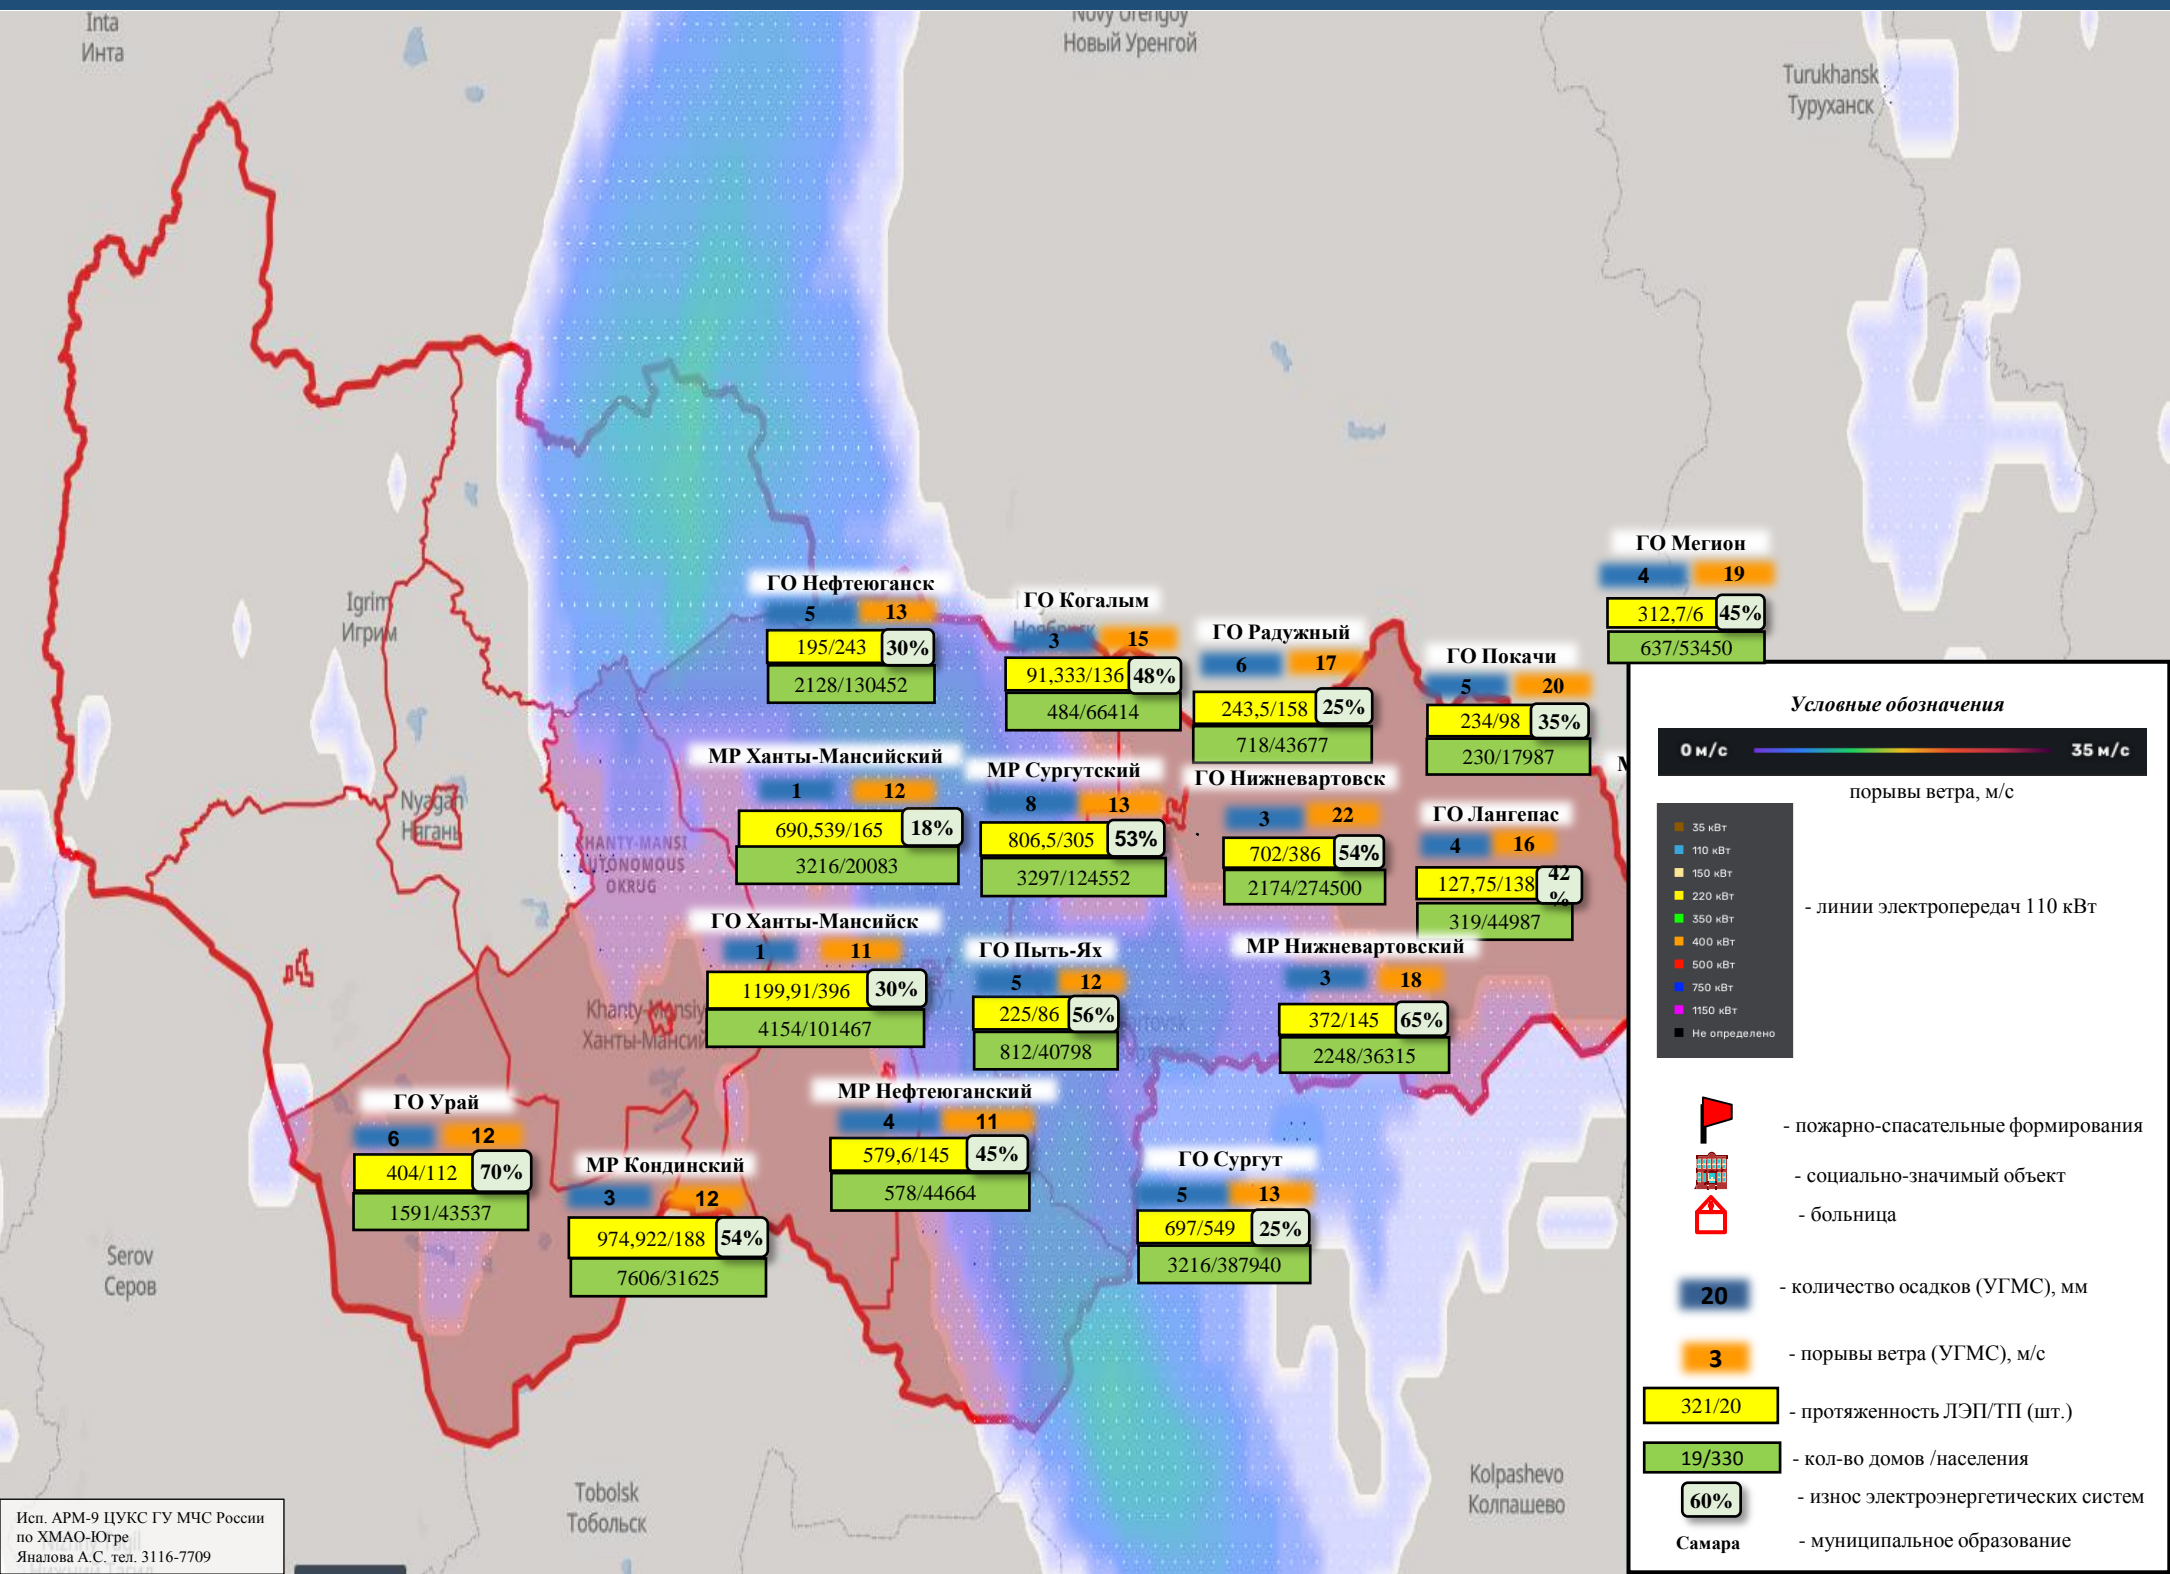 Inta
Инта
Novy Urengoy
Новый Уренгой
Turukhansk
Туруханск
Igrim
Игрим
Nyagan
Нягань
KHANTY-MANSI
AUTONOMOUS
OKRUG
Khanty-Mansiy
Ханты-Мансий
Serov
Серов
Tobolsk
Тобольск
Kolpashevo
Колпашево
ГО Мегион
4 19
312,7/6 45%
637/53450
ГО Нефтеюганск
5 13
195/243 30%
2128/130452
ГО Когалым
3 15
91,333/136 48%
484/66414
ГО Радужный
6 17
243,5/158 25%
718/43677
ГО Покачи
5 20
234/98 35%
230/17987
МР Ханты-Мансийский
1 12
690,539/165 18%
3216/20083
МР Сургутский
8 13
806,5/305 53%
3297/124552
ГО Нижневартовск
3 22
702/386 54%
2174/274500
ГО Лангепас
4 16
127,75/138 42
%
319/44987
ГО Ханты-Мансийск
1 11
1199,91/396 30%
4154/101467
ГО Пыть-Ях
5 12
225/86 56%
812/40798
МР Нижневартовский
3 18
372/145 65%
2248/36315
ГО Урай
6 12
404/112 70%
1591/43537
МР Кондинский
3 12
974,922/188 54%
7606/31625
МР Нефтеюганский
4 11
579,6/145 45%
578/44664
ГО Сургут
5 13
697/549 25%
3216/387940
Условные обозначения
0 м/с 35 м/с
порывы ветра, м/с
35 кВт
110 кВт
150 кВт
220 кВт
350 кВт
400 кВт
500 кВт
750 кВт
1150 кВт
Не определено
- линии электропередач 110 кВт
- пожарно-спасательные формирования
- социально-значимый объект
- больница
20 - количество осадков (УГМС), мм
3 - порывы ветра (УГМС), м/с
321/20 - протяженность ЛЭП/ТП (шт.)
19/330 - кол-во домов /населения
60% - износ электроэнергетических систем
Самара - муниципальное образование
Исп. АРМ-9 ЦУКС ГУ МЧС России
по ХМАО-Югре
Яналова А.С. тел. 3116-7709